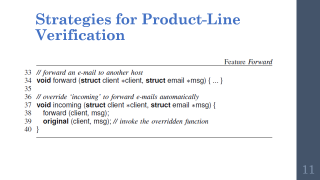 Strategies for Product-Line
Verification
Feature Forward
33 // forward an e-mail to another host
34 void forward (struct client *client, struct email *msg) { ... }
35
36 // override 'incoming' to forward e-mails automatically
37 void incoming (struct client *client, struct email *msg) {
38 forward (client, msg);
39 original (client, msg); // invoke the overridden function
40 }
11